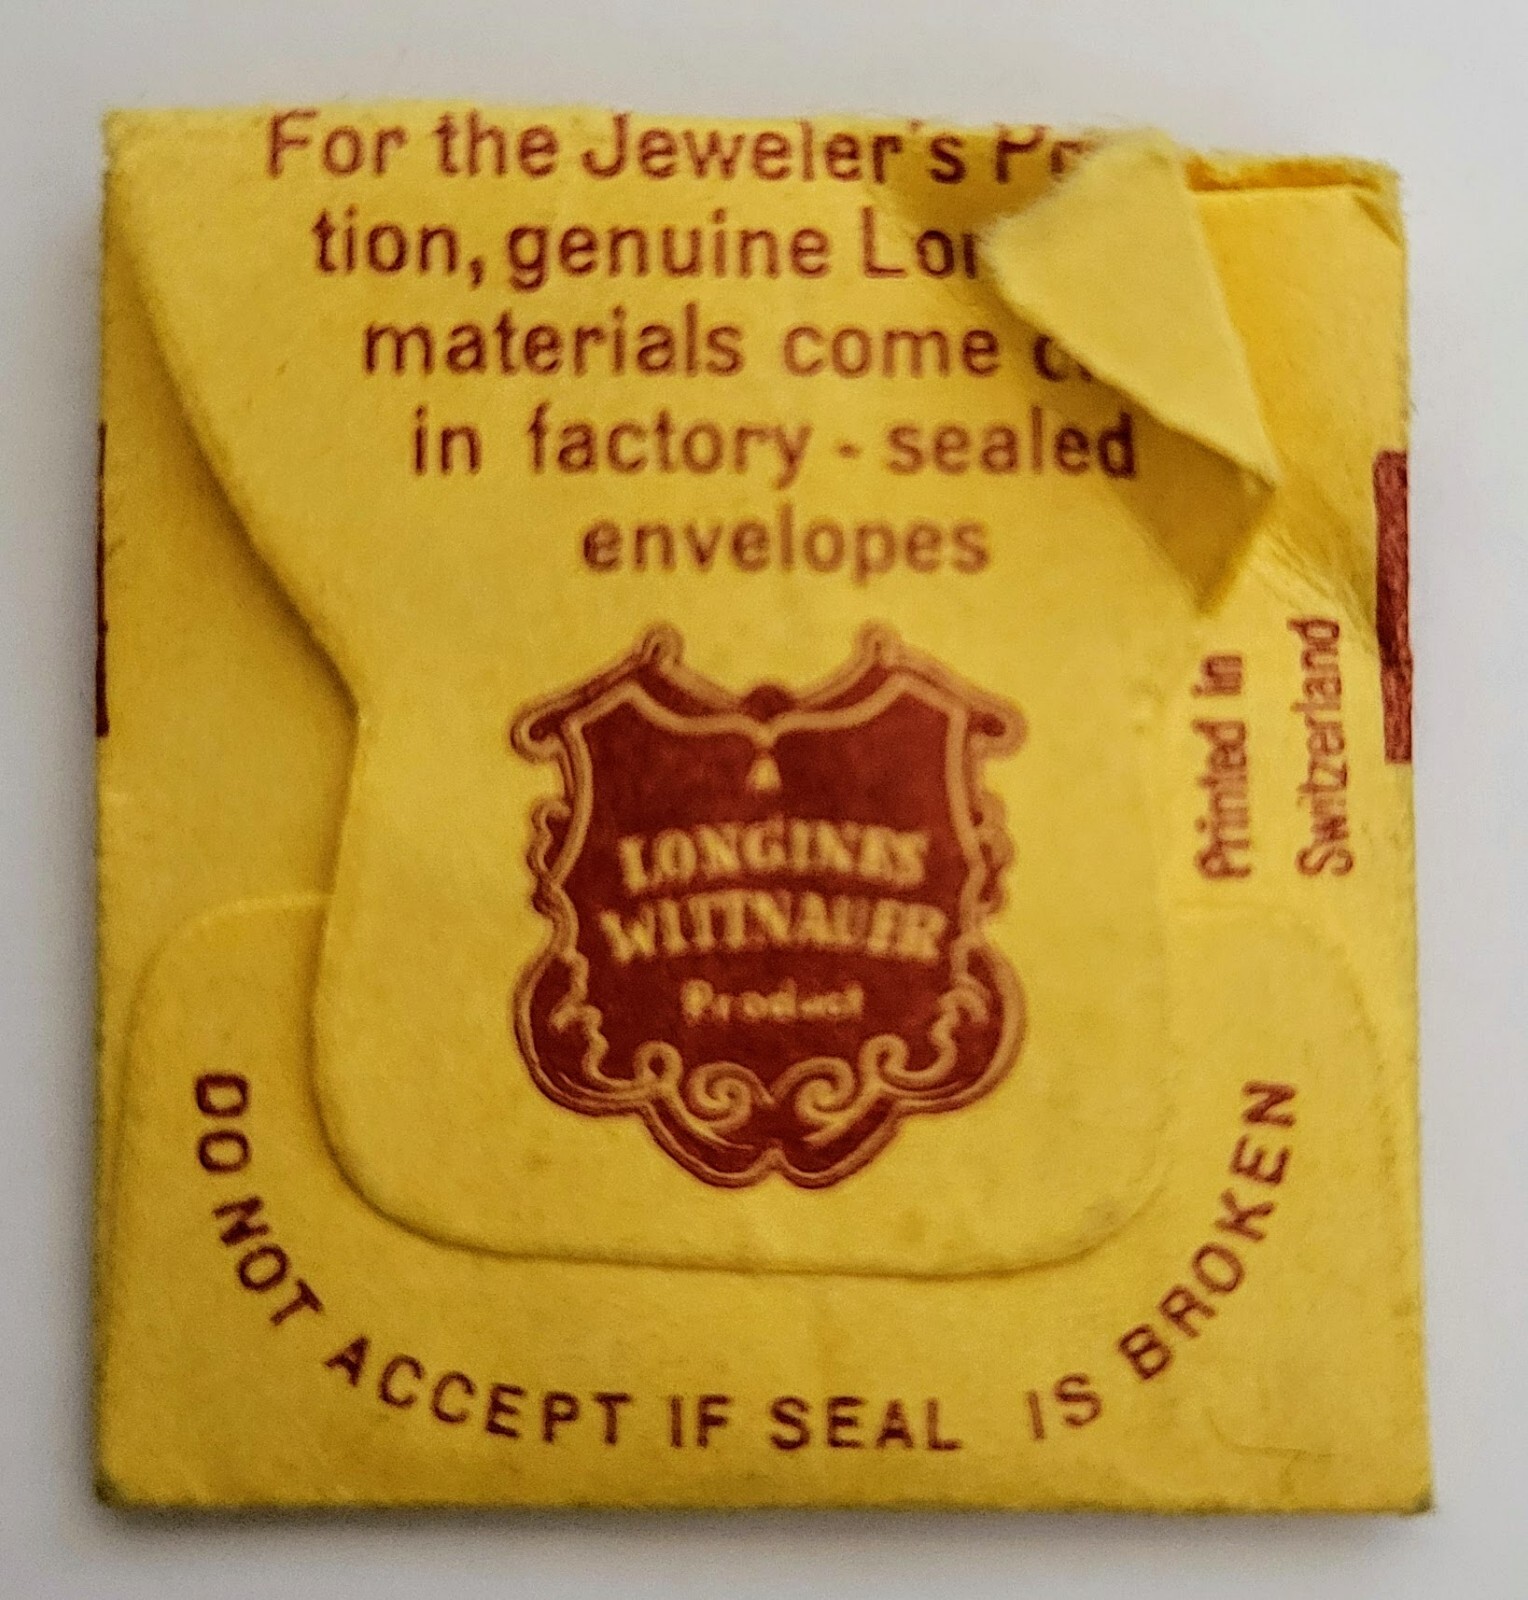 For the Jeweler's
tion, genuine
materials come
in factory - sealed
envelopes
Printed in
Switzerland
LONGINES
WITTNAUER
Product
DO NOT ACCEPT IF SEAL IS BROKEN